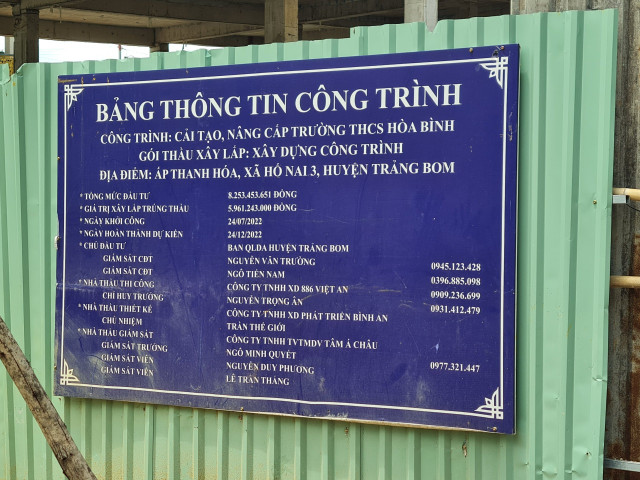 BẢNG THÔNG TIN CÔNG TRÌNH
CÔNG TRÌNH: CẢI TẠO, NÂNG CẤP TRƯỜNG THCS HÒA BÌNH
GÓI THẦU XÂY LẮP: XÂY DỰNG CÔNG TRÌNH
ĐỊA ĐIỂM: ẤP THANH HÓA, XÃ HỐ NAI 3, HUYỆN TRẢNG BOM
* TỔNG MỨC ĐẦU TƯ 8.253.453.651 ĐỒNG
* GIÁ TRỊ XÂY LẮP TRÚNG THẦU 5.961.243.000 ĐỒNG
* NGÀY KHỞI CÔNG 24/07/2022
* NGÀY HOÀN THÀNH DỰ KIẾN 24/12/2022
* CHỦ ĐẦU TƯ BAN QLDA HUYỆN TRẢNG BOM
GIÁM SÁT CĐT NGUYỄN VĂN TRƯỜNG 0945.123.428
GIÁM SÁT CĐT NGÔ TIẾN NAM 0396.885.098
* NHÀ THẦU THI CÔNG CÔNG TY TNHH XD 886 VIỆT AN 0909.236.699
CHỈ HUY TRƯỞNG NGUYỄN TRỌNG ÂN 0931.412.479
* NHÀ THẦU THIẾT KẾ CÔNG TY TNHH XD PHÁT TRIỂN BÌNH AN
CHỦ NHIỆM TRẦN THẾ GIỚI
* NHÀ THẦU GIÁM SÁT CÔNG TY TNHH TVTMDV TÂM Á CHÂU
GIÁM SÁT TRƯỞNG NGÔ MINH QUYẾT
GIÁM SÁT VIÊN NGUYỄN DUY PHƯƠNG 0977.321.447
GIÁM SÁT VIÊN LÊ TRẦN THẮNG